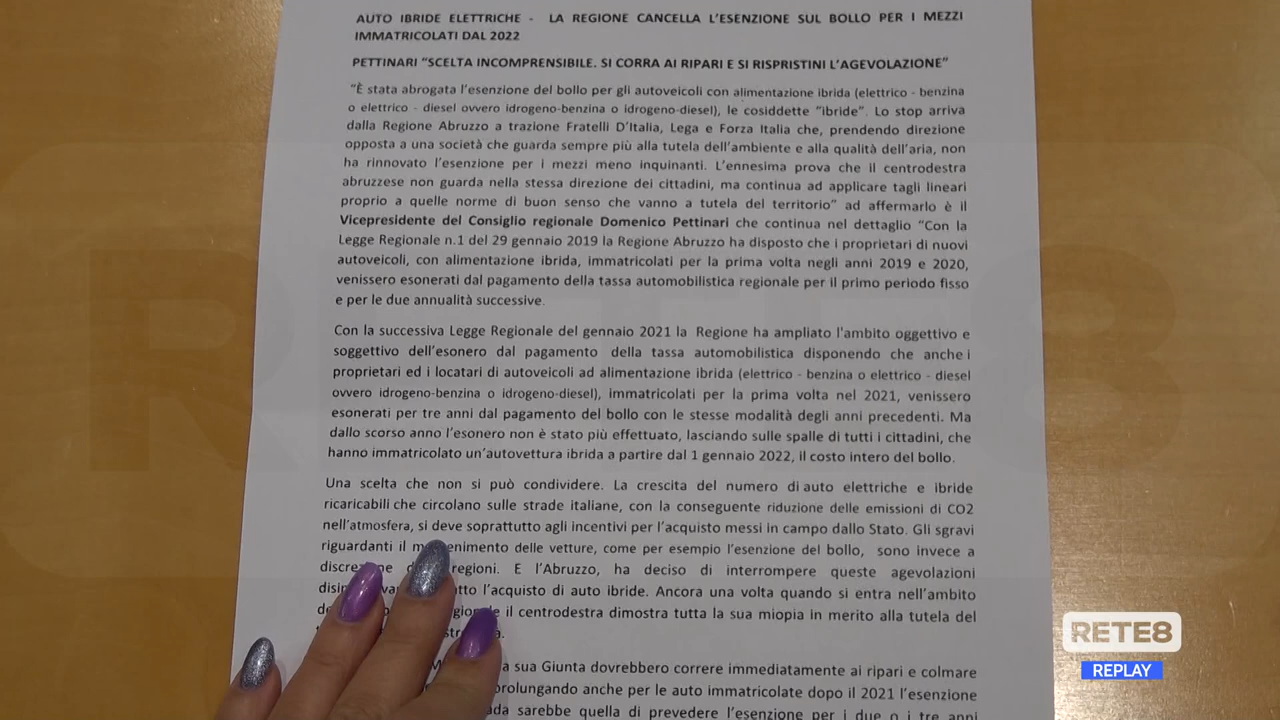 AUTO IBRIDE ELETTRICHE - LA REGIONE CANCELLA L'ESENZIONE SUL BOLLO PER I MEZZI
IMMATRICOLATI DAL 2022
PETTINARI "SCELTA INCOMPRENSIBILE. SI CORRA AI RIPARI E SI RISPRISTINI L'AGEVOLAZIONE"
"È stata abrogata l'esenzione del bollo per gli autoveicoli con alimentazione ibrida (elettrico - benzina
o elettrico - diesel ovvero idrogeno-benzina o idrogeno-diesel), le cosiddette "ibride". Lo stop arriva
dalla Regione Abruzzo a trazione Fratelli D'Italia, Lega e Forza Italia che, prendendo direzione
opposta a una società che guarda sempre più alla tutela dell'ambiente e alla qualità dell'aria, non
ha rinnovato l'esenzione per i mezzi meno inquinanti. L'ennesima prova che il centrodestra
abruzzese non guarda nella stessa direzione dei cittadini, ma continua ad applicare tagli lineari
proprio a quelle norme di buon senso che vanno a tutela del territorio" ad affermarlo è il
Vicepresidente del Consiglio regionale Domenico Pettinari che continua nel dettaglio "Con la
Legge Regionale n.1 del 29 gennaio 2019 la Regione Abruzzo ha disposto che i proprietari di nuovi
autoveicoli, con alimentazione ibrida, immatricolati per la prima volta negli anni 2019 e 2020,
venissero esonerati dal pagamento della tassa automobilistica regionale per il primo periodo fisso
e per le due annualità successive.
Con la successiva Legge Regionale del gennaio 2021 la Regione ha ampliato l'ambito oggettivo e
soggettivo dell'esonero dal pagamento della tassa automobilistica disponendo che anche i
proprietari ed i locatari di autoveicoli ad alimentazione ibrida (elettrico - benzina o elettrico - diesel
ovvero idrogeno-benzina o idrogeno-diesel), immatricolati per la prima volta nel 2021, venissero
esonerati per tre anni dal pagamento del bollo con le stesse modalità degli anni precedenti. Ma
dallo scorso anno l'esonero non è stato più effettuato, lasciando sulle spalle di tutti i cittadini, che
hanno immatricolato un'autovettura ibrida a partire dal 1 gennaio 2022, il costo intero del bollo.
Una scelta che non si può condividere. La crescita del numero di auto elettriche e ibride
ricaricabili che circolano sulle strade italiane, con la conseguente riduzione delle emissioni di CO2
nell'atmosfera, si deve soprattutto agli incentivi per l'acquisto messi in campo dallo Stato. Gli sgravi
riguardanti il delle vetture, come per esempio l'esenzione del bollo, sono invece a
regioni. E l'Abruzzo, ha deciso di interrompere queste agevolazioni
l'acquisto di auto ibride. Ancora una volta quando si entra nell'ambito
il centrodestra dimostra tutta la sua miopia in merito alla tutela del
sua Giunta dovrebbero correre immediatamente ai ripari e colmare
prolungando anche per le auto immatricolate dopo il 2021 l'esenzione
sarebbe quella di prevedere l'esenzione per i due o i tre anni
RETE8
REPLAY